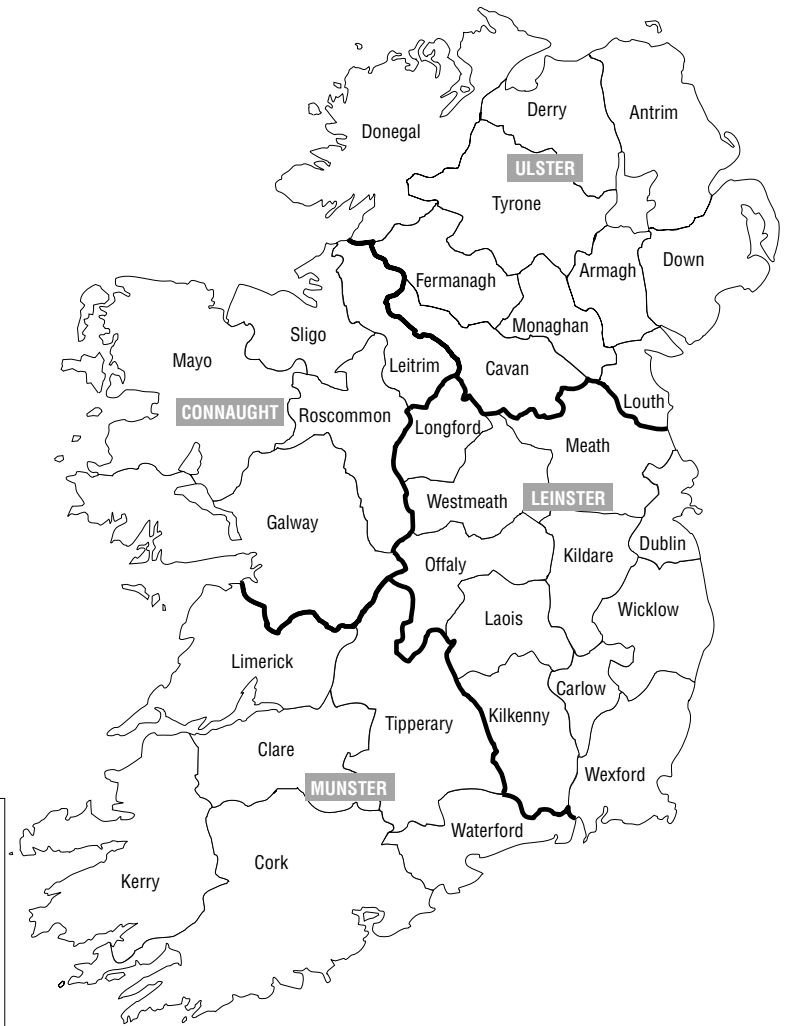 Derry
Antrim
Donegal
ULSTER
Tyrone
Down
Armagh
Fermanagh
Monaghan
Sligo
Mayo
Leitrim
Cavan
Louth
CONNAUGHT
Roscommon
Longford
Meath
Westmeath
LEINSTER
Galway
Dublin
Kildare
Offaly
Wicklow
Laois
Limerick
Carlow
Kilkenny
Tipperary
Clare
Wexford
MUNSTER
Waterford
Cork
Kerry